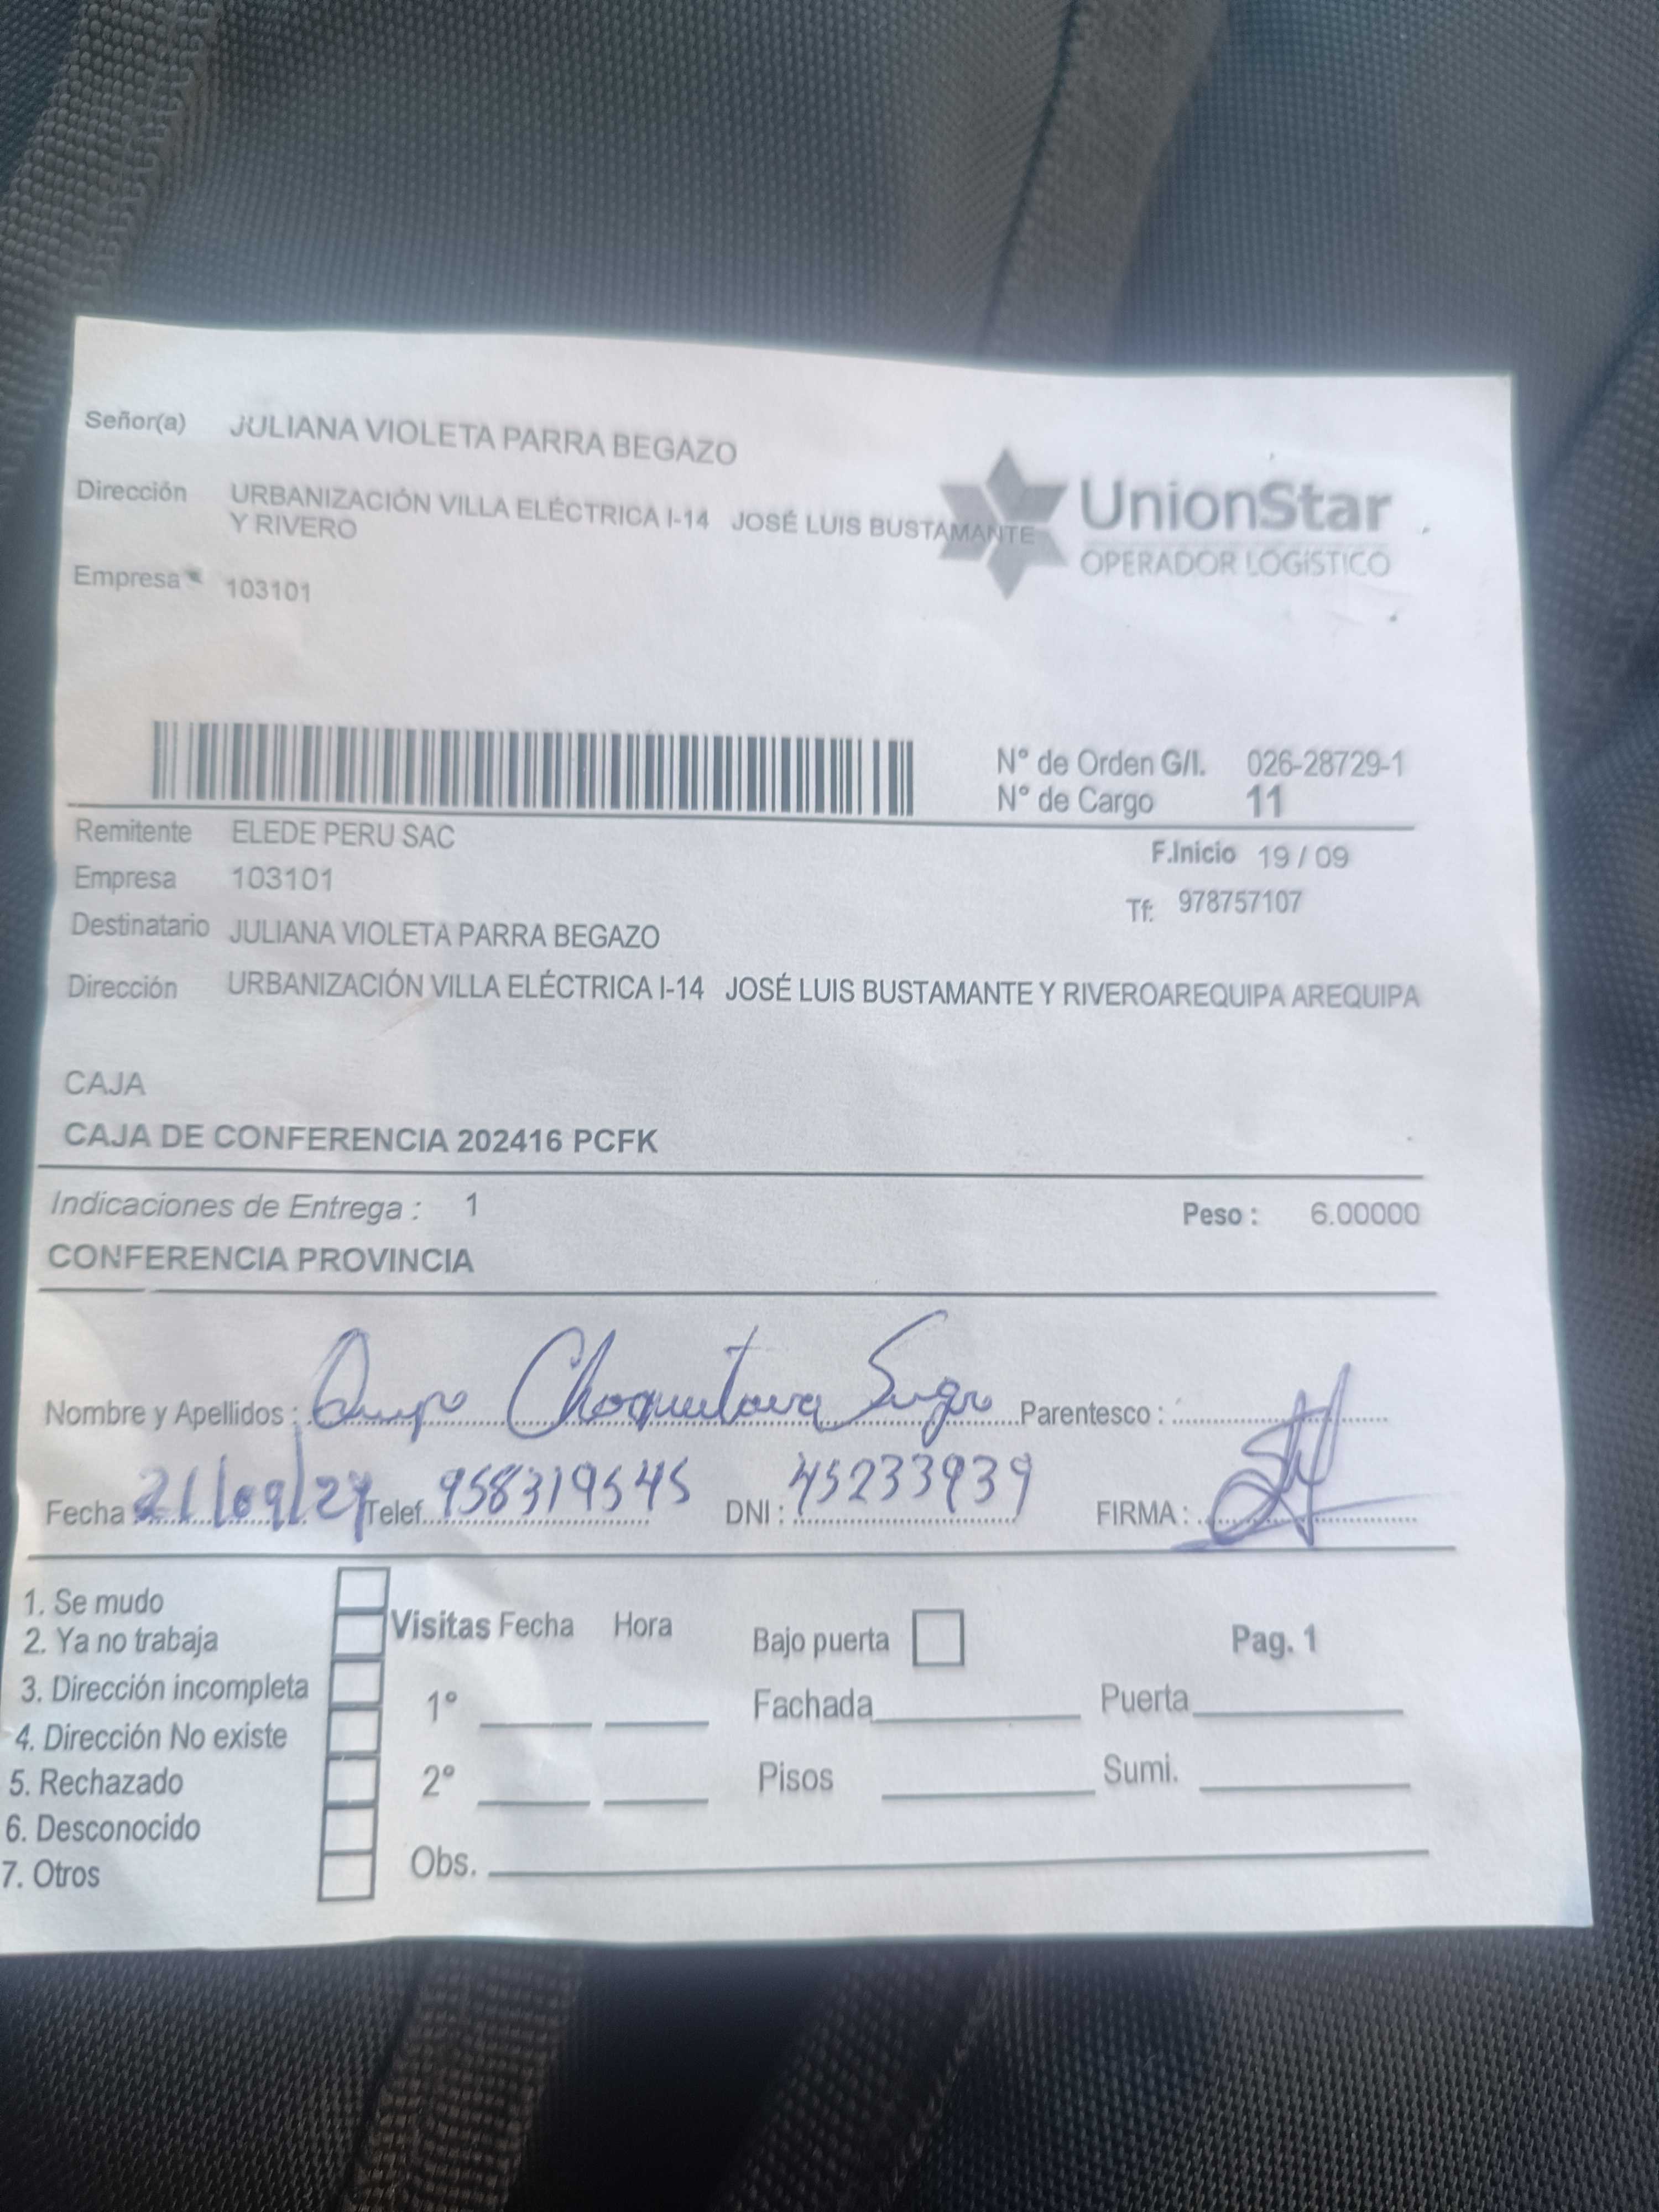 Señor(a) JULIANA VIOLETA PARRA BEGAZO
Dirección URBANIZACIÓN VILLA ELÉCTRICA I-14 JOSÉ LUIS BUSTAMANTE
Y RIVERO
Empresa 103101
UnionStar
OPERADOR LOGÍSTICO
N° de Orden G/I. 026-28729-1
N° de Cargo 11
Remitente ELEDE PERU SAC
F.Inicio 19 / 09
Empresa 103101
Tf: 978757107
Destinatario JULIANA VIOLETA PARRA BEGAZO
Dirección URBANIZACIÓN VILLA ELÉCTRICA I-14 JOSÉ LUIS BUSTAMANTE Y RIVEROAREQUIPA AREQUIPA
CAJA
CAJA DE CONFERENCIA 202416 PCFK
Indicaciones de Entrega : 1 Peso : 6.00000
CONFERENCIA PROVINCIA
Nombre y Apellidos : Parentesco :
Fecha 21/09/24 Telef. 958319545 DNI : 45233939 FIRMA :
1. Se mudo
2. Ya no trabaja
3. Dirección incompleta
4. Dirección No existe
5. Rechazado
6. Desconocido
7. Otros
Visitas Fecha Hora
1°
2°
Obs.
Bajo puerta
Fachada
Pisos
Pag. 1
Puerta
Sumi.